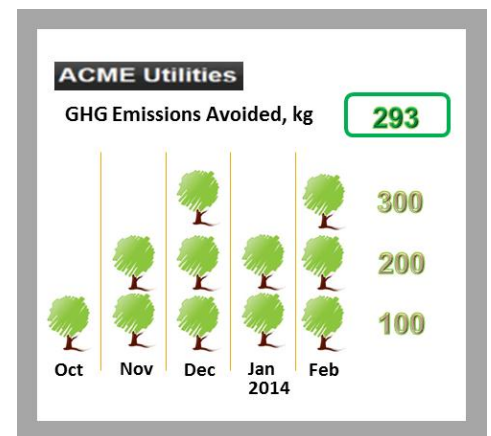 ACME Utilities
GHG Emissions Avoided, kg
293
300
200
100
Oct Nov Dec Jan Feb
2014